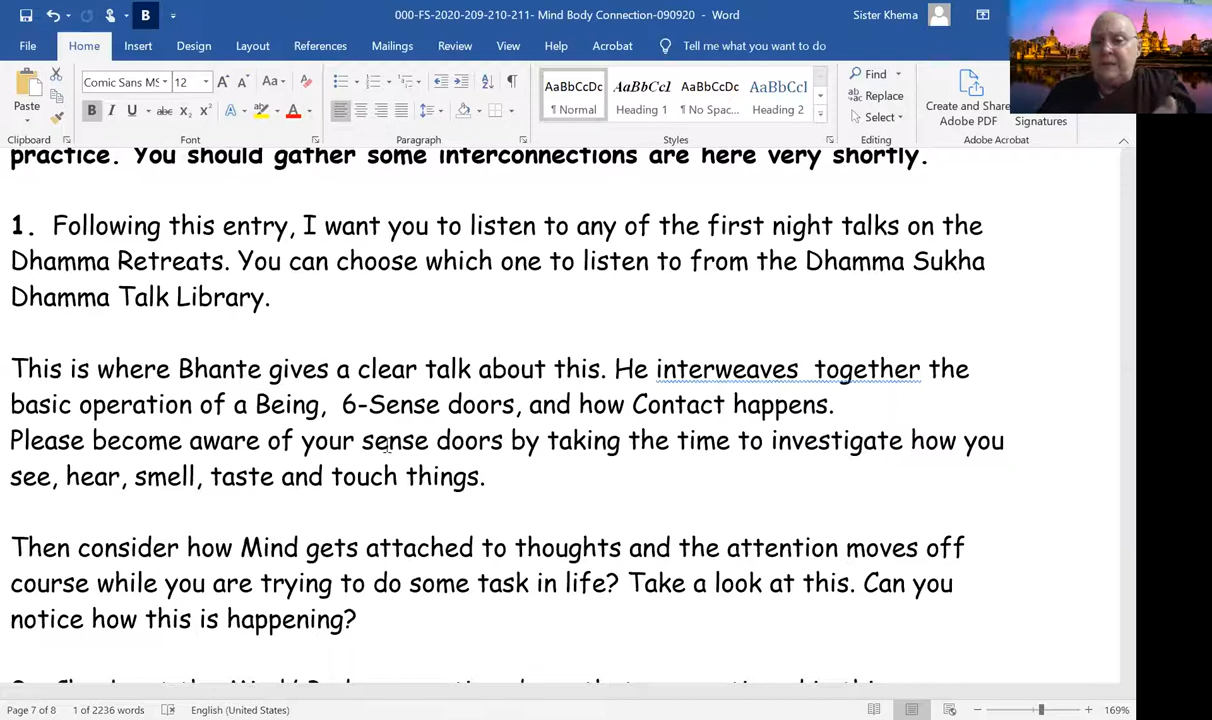 000-FS-2020-209-210-211- Mind Body Connection-090920 - Word
Sister Khema
File Home Insert Design Layout References Mailings Review View Help Acrobat Tell me what you want to do
Paste
Clipboard
Comic Sans MS 12
Font
Paragraph
AaBbCcDc AaBbCcI AaBbCcDc AaBbCcI
¶ Normal Heading 1 ¶ No Spac... Heading 2
Styles
Find
Replace
Select
Editing
Create and Share
Adobe PDF
Signatures
Adobe Acrobat
practice. You should gather some interconnections are here very shortly.
1. Following this entry, I want you to listen to any of the first night talks on the
Dhamma Retreats. You can choose which one to listen to from the Dhamma Sukha
Dhamma Talk Library.
This is where Bhante gives a clear talk about this. He interweaves together the
basic operation of a Being, 6-Sense doors, and how Contact happens.
Please become aware of your sense doors by taking the time to investigate how you
see, hear, smell, taste and touch things.
Then consider how Mind gets attached to thoughts and the attention moves off
course while you are trying to do some task in life? Take a look at this. Can you
notice how this is happening?
Page 7 of 8 1 of 2236 words English (United States) 169%